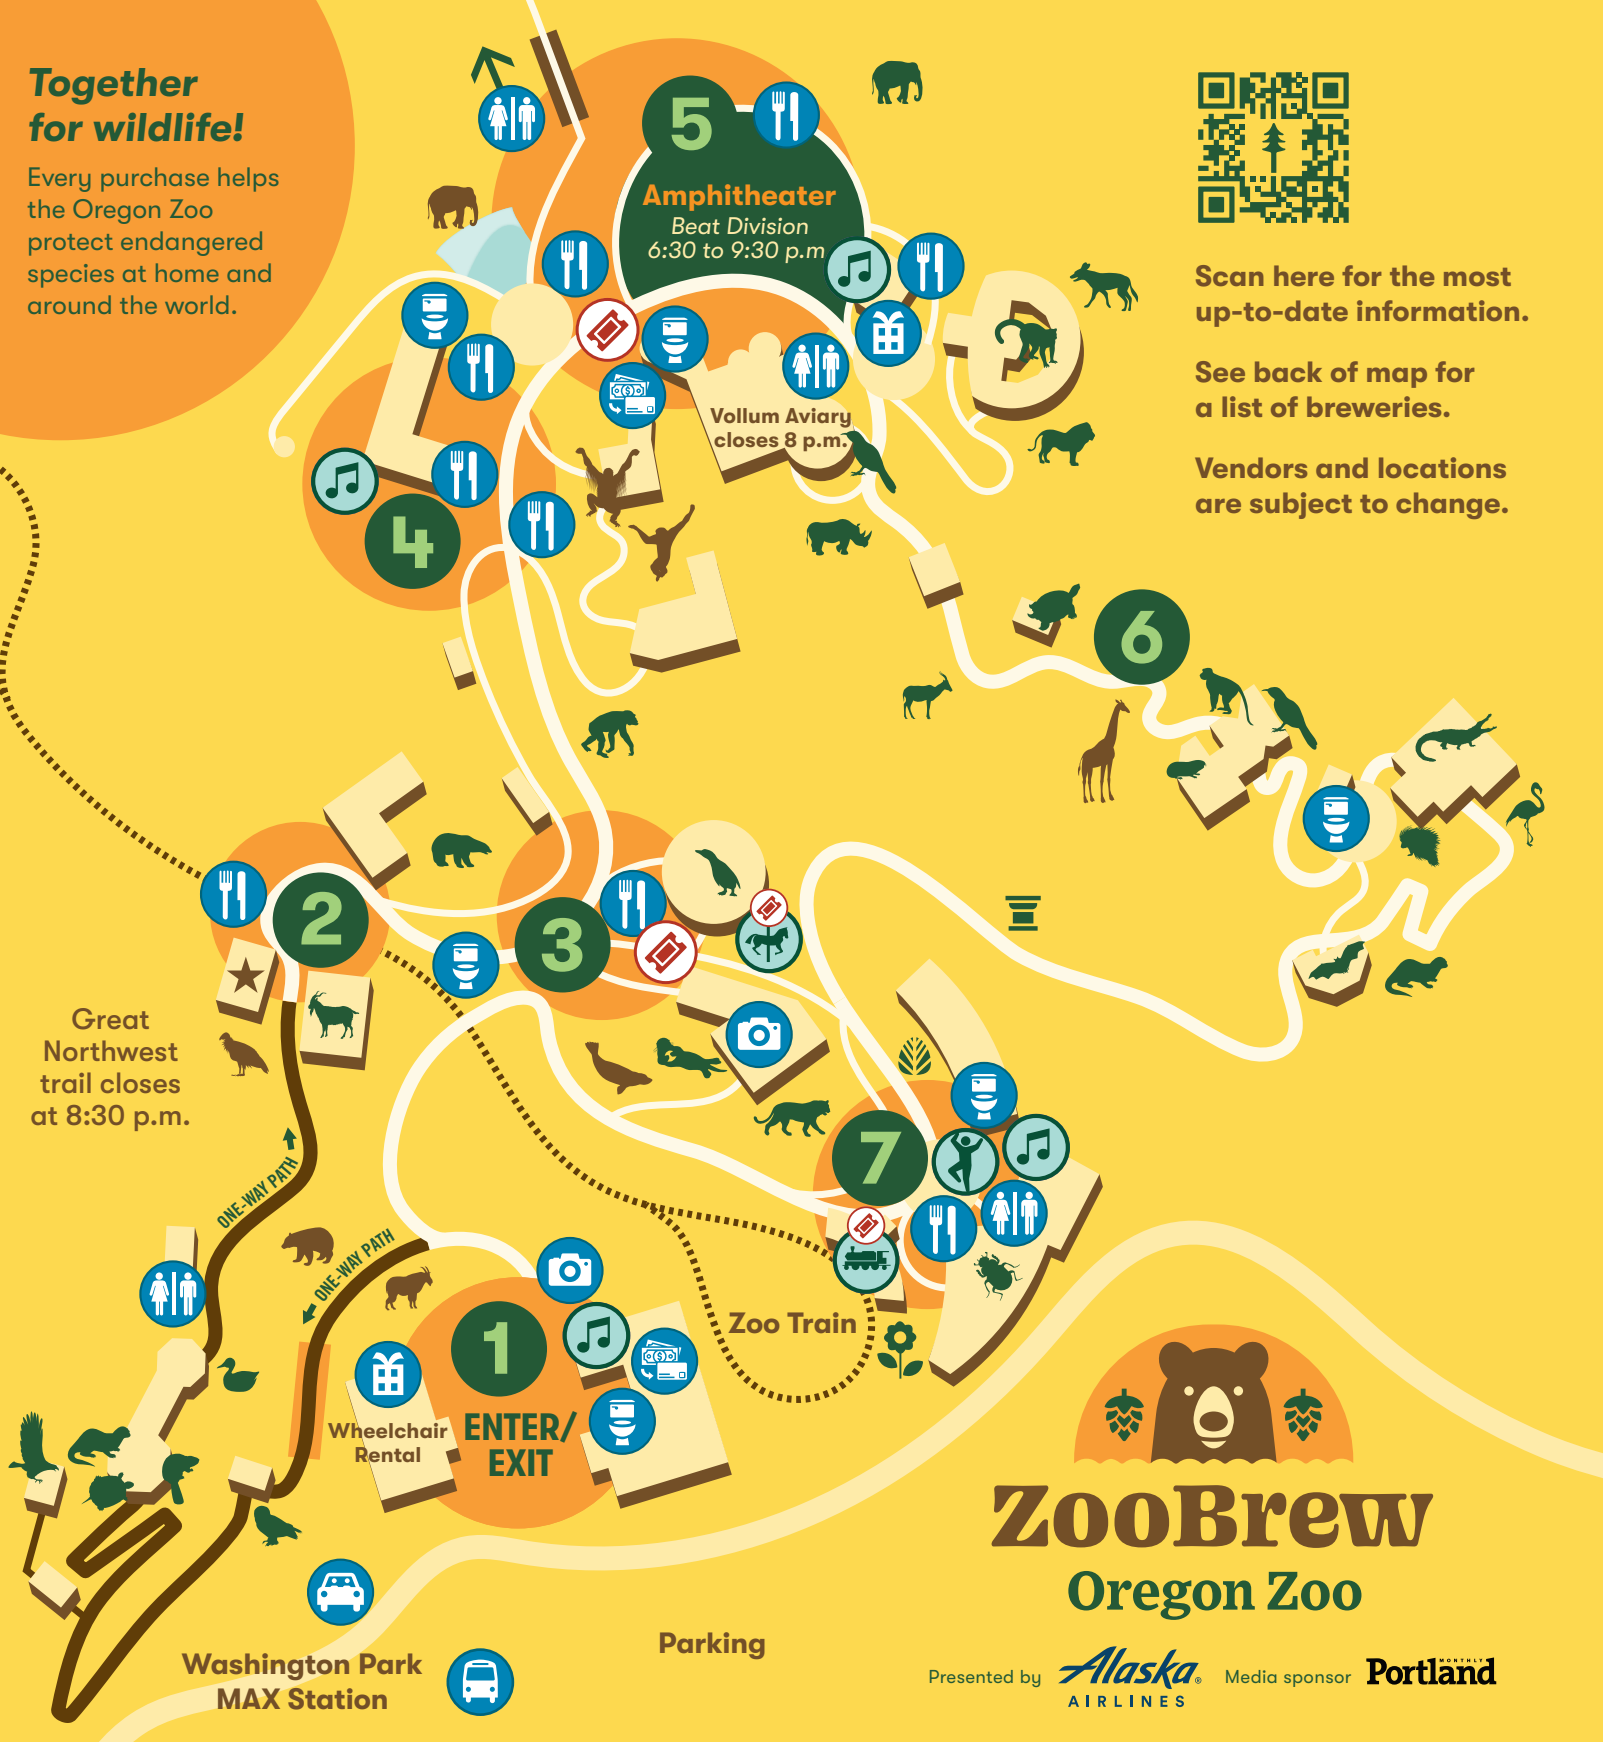 Together
for wildlife!
Every purchase helps
the Oregon Zoo
protect endangered
species at home and
around the world.
5
Amphitheater
Beat Division
6:30 to 9:30 p.m
Scan here for the most
up-to-date information.
See back of map for
a list of breweries.
Vendors and locations
are subject to change.
Vollum Aviary
closes 8 p.m.
4
6
2
3
Great
Northwest
trail closes
at 8:30 p.m.
7
ONE-WAY PATH
ONE-WAY PATH
Zoo Train
1
ENTER/
EXIT
Wheelchair
Rental
ZooBrew
Oregon Zoo
Parking
Washington Park
MAX Station
Presented by
Alaska®
AIRLINES
Media sponsor
Portland
MONTHLY